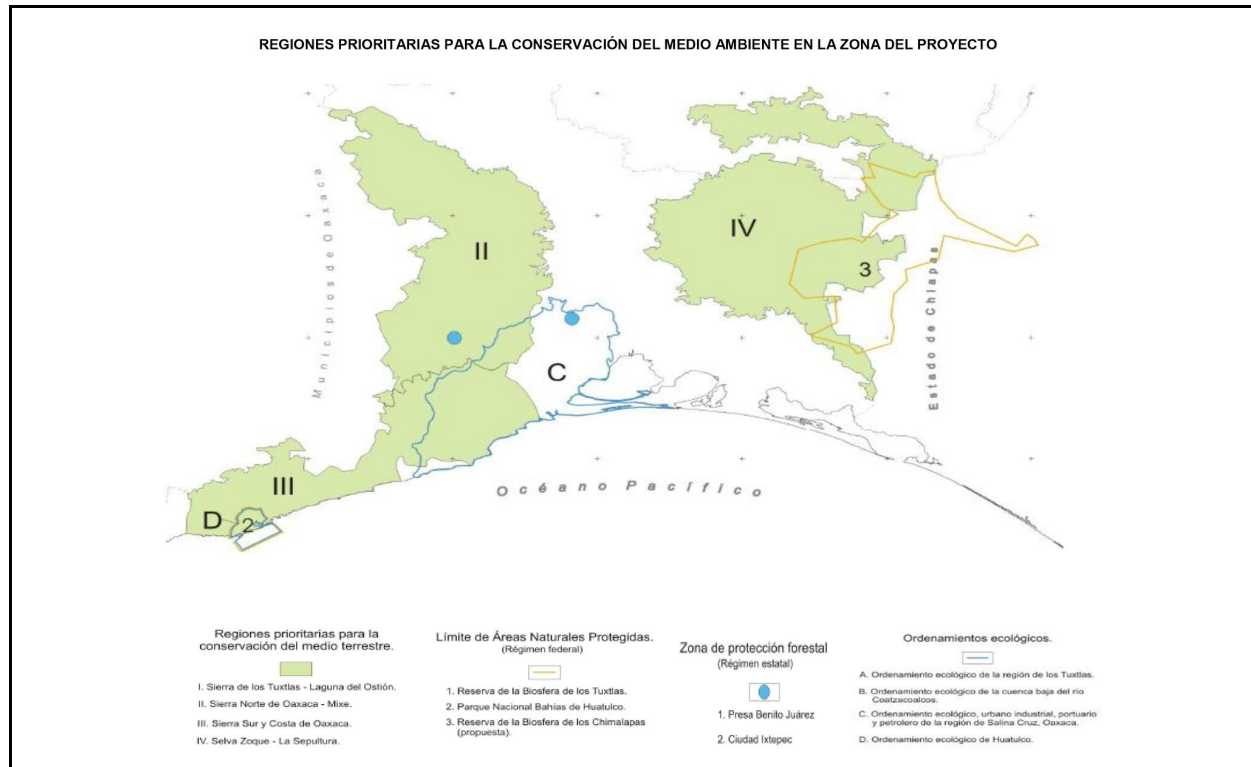 REGIONES PRIORITARIAS PARA LA CONSERVACIÓN DEL MEDIO AMBIENTE EN LA ZONA DEL PROYECTO
Municipios de Oaxaca
II
IV
3
Estado de Chiapas
C
III
D
2
Océano Pacífico
Regiones prioritarias para la
conservación del medio terrestre.
I. Sierra de los Tuxtlas - Laguna del Ostión.
II. Sierra Norte de Oaxaca - Mixe.
III. Sierra Sur y Costa de Oaxaca.
IV. Selva Zoque - La Sepultura.
Límite de Áreas Naturales Protegidas.
(Régimen federal)
1. Reserva de la Biosfera de los Tuxtlas.
2. Parque Nacional Bahías de Huatulco.
3. Reserva de la Biosfera de los Chimalapas
(propuesta).
Zona de protección forestal
(Régimen estatal)
1. Presa Benito Juárez
2. Ciudad Ixtepec
Ordenamientos ecológicos.
A. Ordenamiento ecológico de la región de los Tuxtlas.
B. Ordenamiento ecológico de la cuenca baja del río
Coatzacoalcos.
C. Ordenamiento ecológico, urbano industrial, portuario
y petrolero de la región de Salina Cruz, Oaxaca.
D. Ordenamiento ecológico de Huatulco.